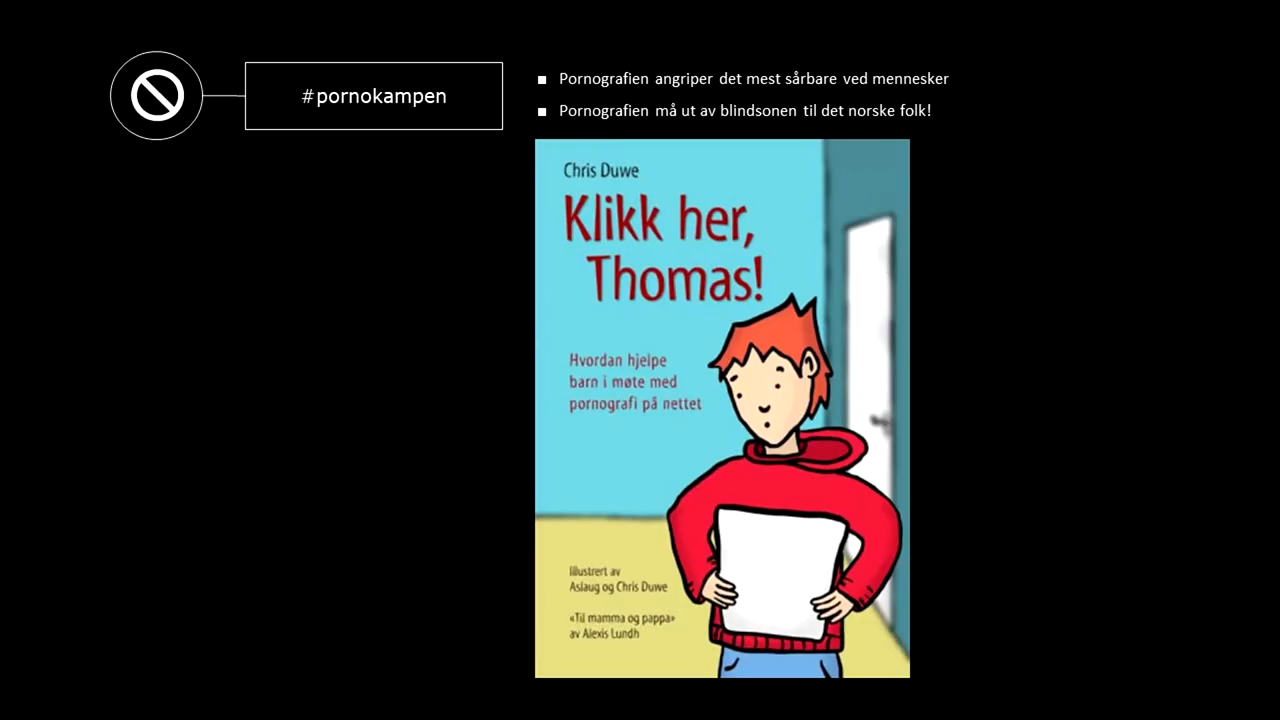 #pornokampen
Pornografien angriper det mest sårbare ved mennesker
Pornografien må ut av blindsonen til det norske folk!
Chris Duwe
Klikk her,
Thomas!
Hvordan hjelpe
barn i møte med
pornografi på nettet
Illustrert av
Aslaug og Chris Duwe
«Til mamma og pappa»
av Alexis Lundh